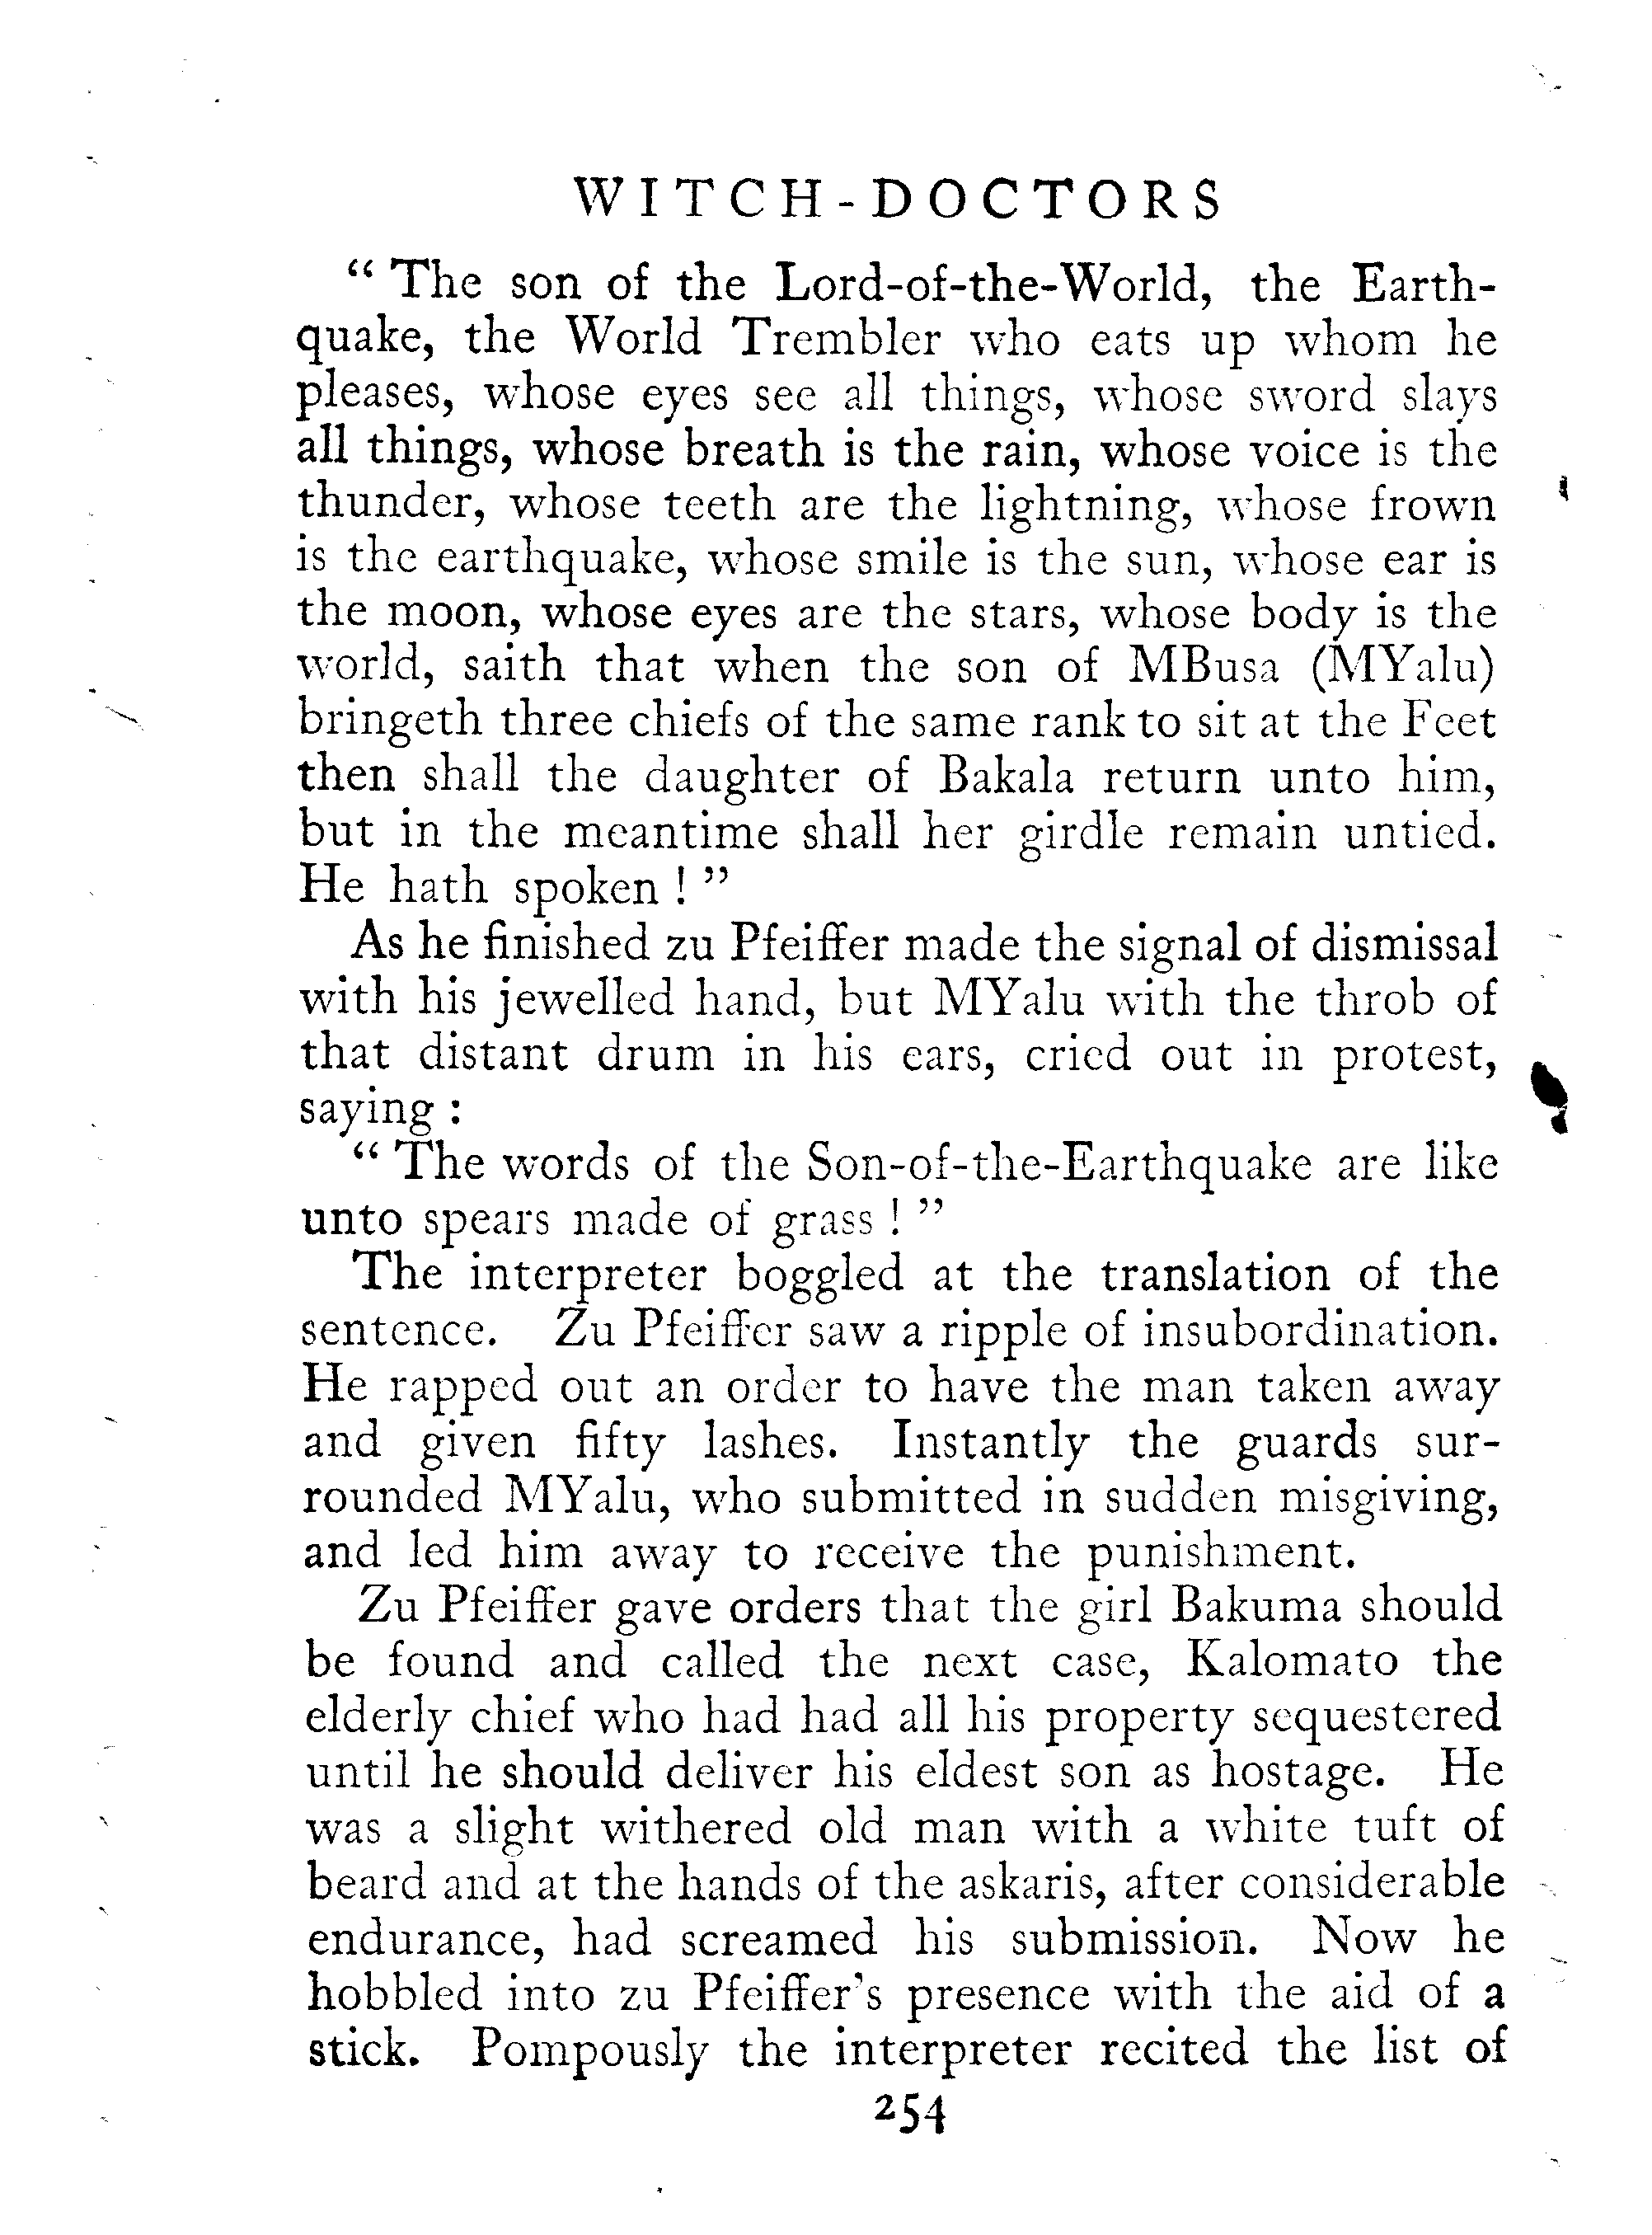 WITCH-DOCTORS
“ The son of the Lord-of-the-World, the Earth-
quake, the World Trembler who eats up whom he
pleases, whose eyes see all things, whose sword slays
all things, whose breath is the rain, whose voice is the
thunder, whose teeth are the lightning, whose frown
is the earthquake, whose smile is the sun, whose ear is
the moon, whose eyes are the stars, whose body is the
world, saith that when the son of MBusa (MYalu)
bringeth three chiefs of the same rank to sit at the Feet
then shall the daughter of Bakala return unto him,
but in the meantime shall her girdle remain untied.
He hath spoken ! ”
As he finished zu Pfeiffer made the signal of dismissal
with his jewelled hand, but MYalu with the throb of
that distant drum in his ears, cried out in protest,
saying :
“ The words of the Son-of-the-Earthquake are like
unto spears made of grass ! ”
The interpreter boggled at the translation of the
sentence. Zu Pfeiffer saw a ripple of insubordination.
He rapped out an order to have the man taken away
and given fifty lashes. Instantly the guards sur-
rounded MYalu, who submitted in sudden misgiving,
and led him away to receive the punishment.
Zu Pfeiffer gave orders that the girl Bakuma should
be found and called the next case, Kalomato the
elderly chief who had had all his property sequestered
until he should deliver his eldest son as hostage. He
was a slight withered old man with a white tuft of
beard and at the hands of the askaris, after considerable
endurance, had screamed his submission. Now he
hobbled into zu Pfeiffer’s presence with the aid of a
stick. Pompously the interpreter recited the list of
254